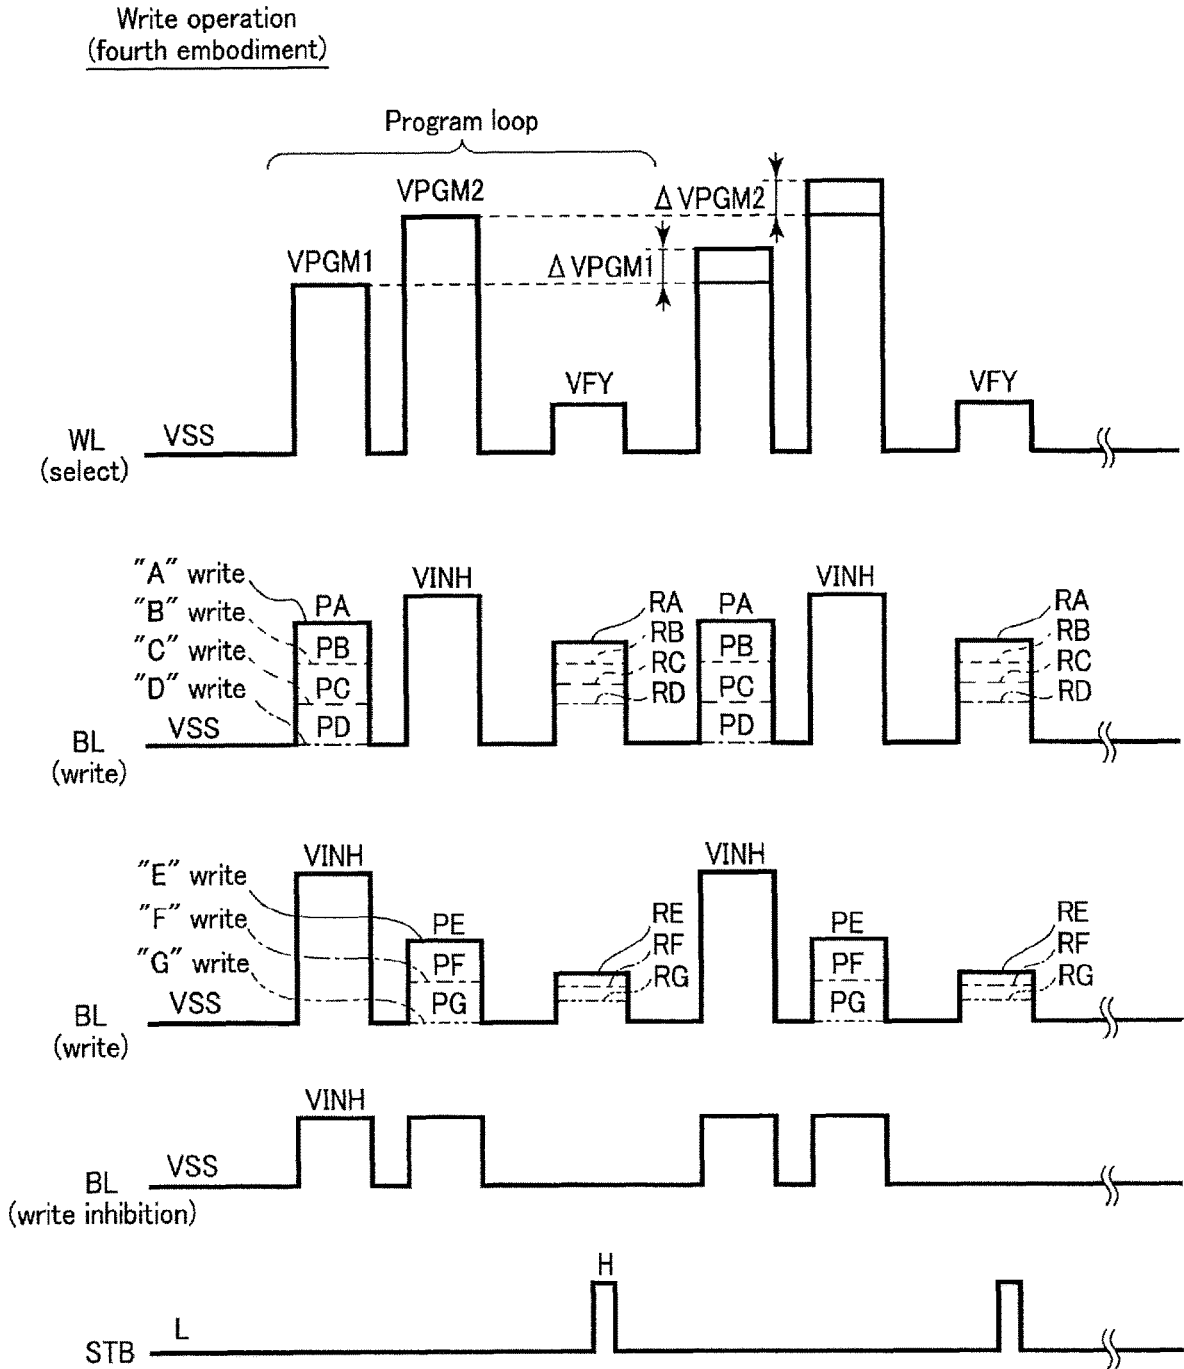 Write operation
(fourth embodiment)
Program loop
VPGM2
Δ VPGM2
VPGM1
Δ VPGM1
VFY
VFY
WL
(select)
VSS
"A" write
"B" write
"C" write
"D" write
VSS
BL
(write)
PA
PB
PC
PD
VINH
RA
RB
RC
RD
PA
PB
PC
PD
VINH
RA
RB
RC
RD
"E" write
"F" write
"G" write
VSS
BL
(write)
VINH
PE
PF
PG
RE
RF
RG
VINH
PE
PF
PG
RE
RF
RG
VINH
VSS
BL
(write inhibition)
H
L
STB